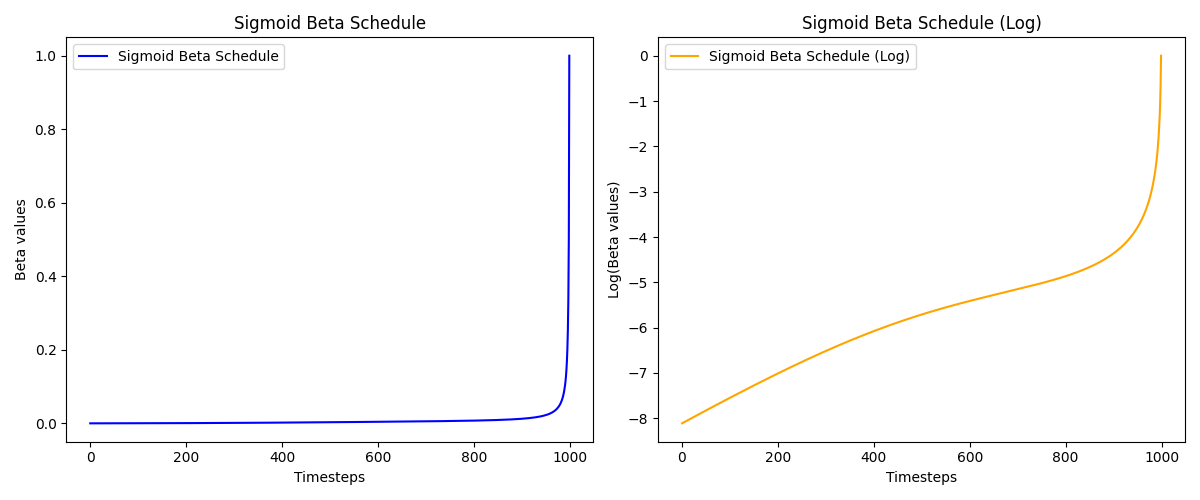 Sigmoid Beta Schedule
Sigmoid Beta Schedule
1.0
0.8
0.6
0.4
0.2
0.0
Beta values
0 200 400 600 800 1000
Timesteps
Sigmoid Beta Schedule (Log)
Sigmoid Beta Schedule (Log)
0
−1
−2
−3
−4
−5
−6
−7
−8
Log(Beta values)
0 200 400 600 800 1000
Timesteps